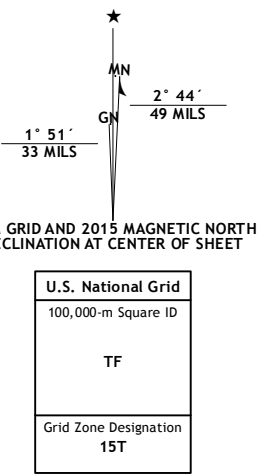 MN
GN
2° 44´
49 MILS
1° 51´
33 MILS
GRID AND 2015 MAGNETIC NORTH
CLINATION AT CENTER OF SHEET
U.S. National Grid
100,000-m Square ID
TF
Grid Zone Designation
15T